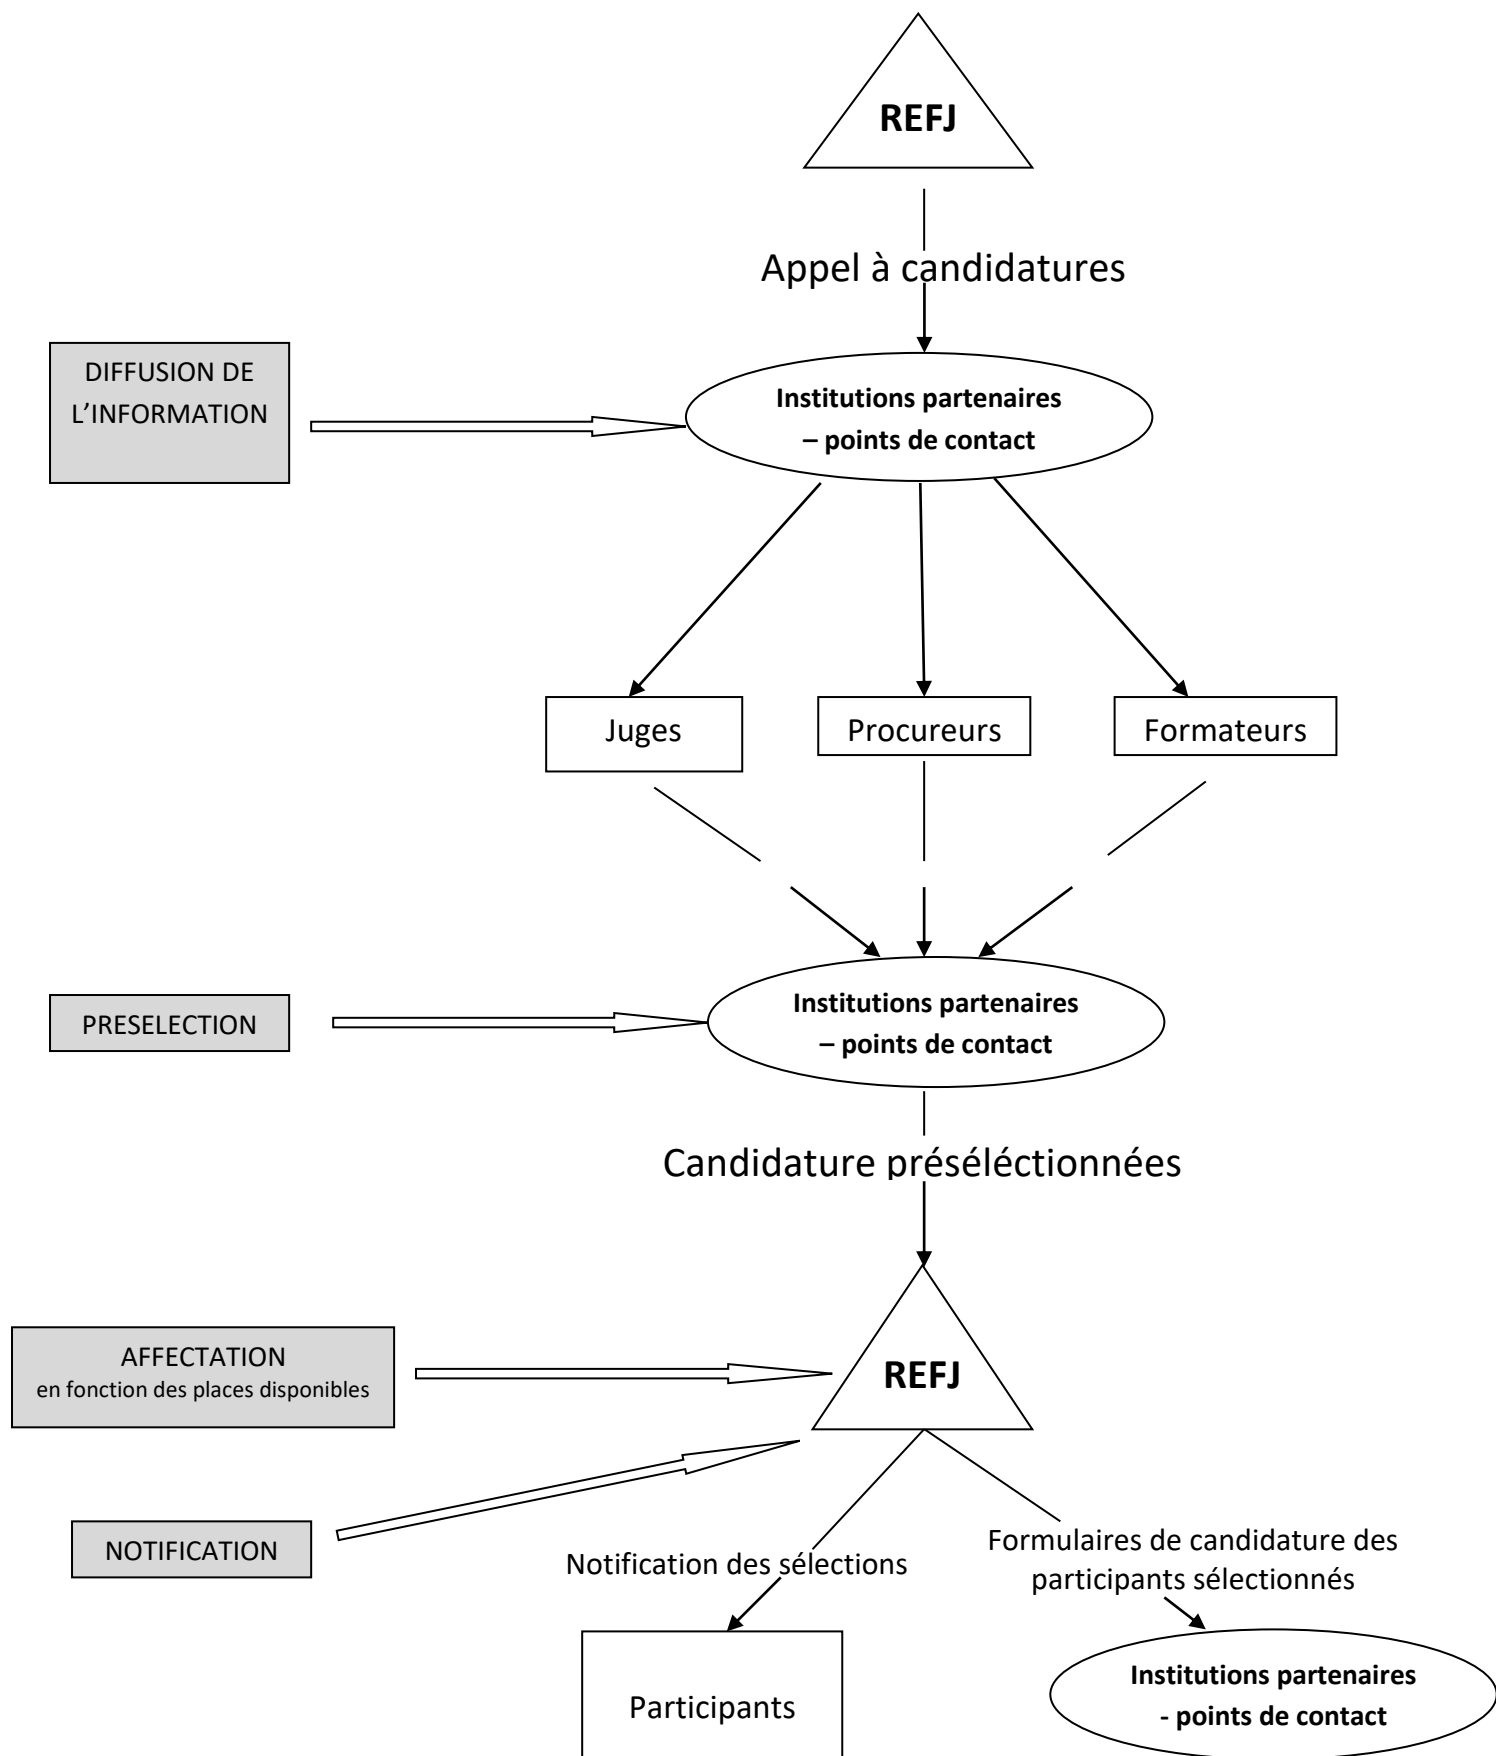 REFJ
Appel à candidatures
DIFFUSION DE
L’INFORMATION
Institutions partenaires
– points de contact
Juges
Procureurs
Formateurs
PRESELECTION
Institutions partenaires
– points de contact
Candidature préséléctionnées
AFFECTATION
en fonction des places disponibles
REFJ
NOTIFICATION
Notification des sélections
Formulaires de candidature des
participants sélectionnés
Participants
Institutions partenaires
- points de contact